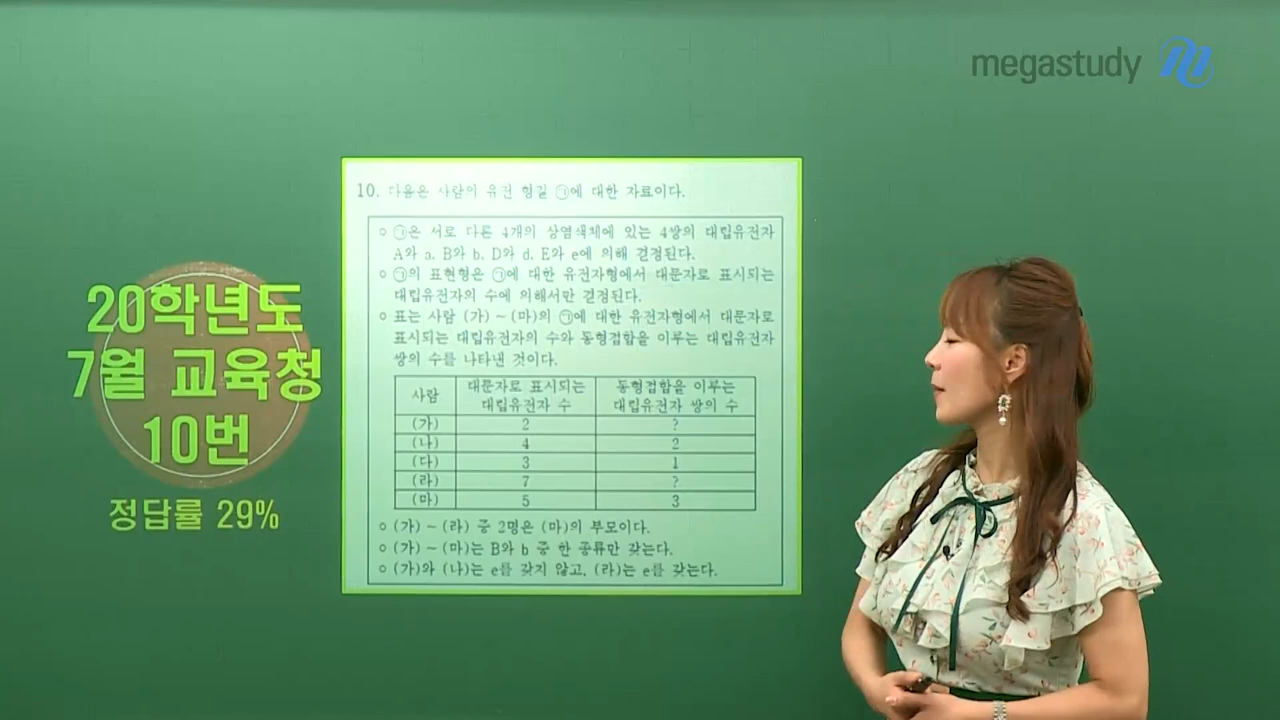 megastudy
20학년도
7월 교육청
10번
정답률 29%
10. 다음은 사람의 유전 형질 ㉠에 대한 자료이다.
○ ㉠은 서로 다른 4개의 상염색체에 있는 4쌍의 대립유전자
A와 a, B와 b, D와 d, E와 e에 의해 결정된다.
○ ㉠의 표현형은 ㉠에 대한 유전자형에서 대문자로 표시되는
대립유전자의 수에 의해서만 결정된다.
○ 표는 사람 (가)~(마)의 ㉠에 대한 유전자형에서 대문자로
표시되는 대립유전자의 수와 동형접합을 이루는 대립유전자
쌍의 수를 나타낸 것이다.
사람 대문자로 표시되는 대립유전자 수 동형접합을 이루는 대립유전자 쌍의 수
(가) 2 ?
(나) 4 2
(다) 3 1
(라) 7 ?
(마) 5 3
○ (가)~(라) 중 2명은 (마)의 부모이다.
○ (가)~(마)는 B와 b 중 한 종류만 갖는다.
○ (가)와 (나)는 e를 갖지 않고, (라)는 e를 갖는다.